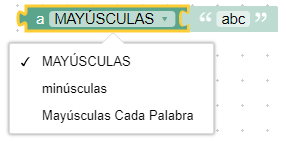 a MAYÚSCULAS “ abc ”
✓ MAYÚSCULAS
minúsculas
Mayúsculas Cada Palabra